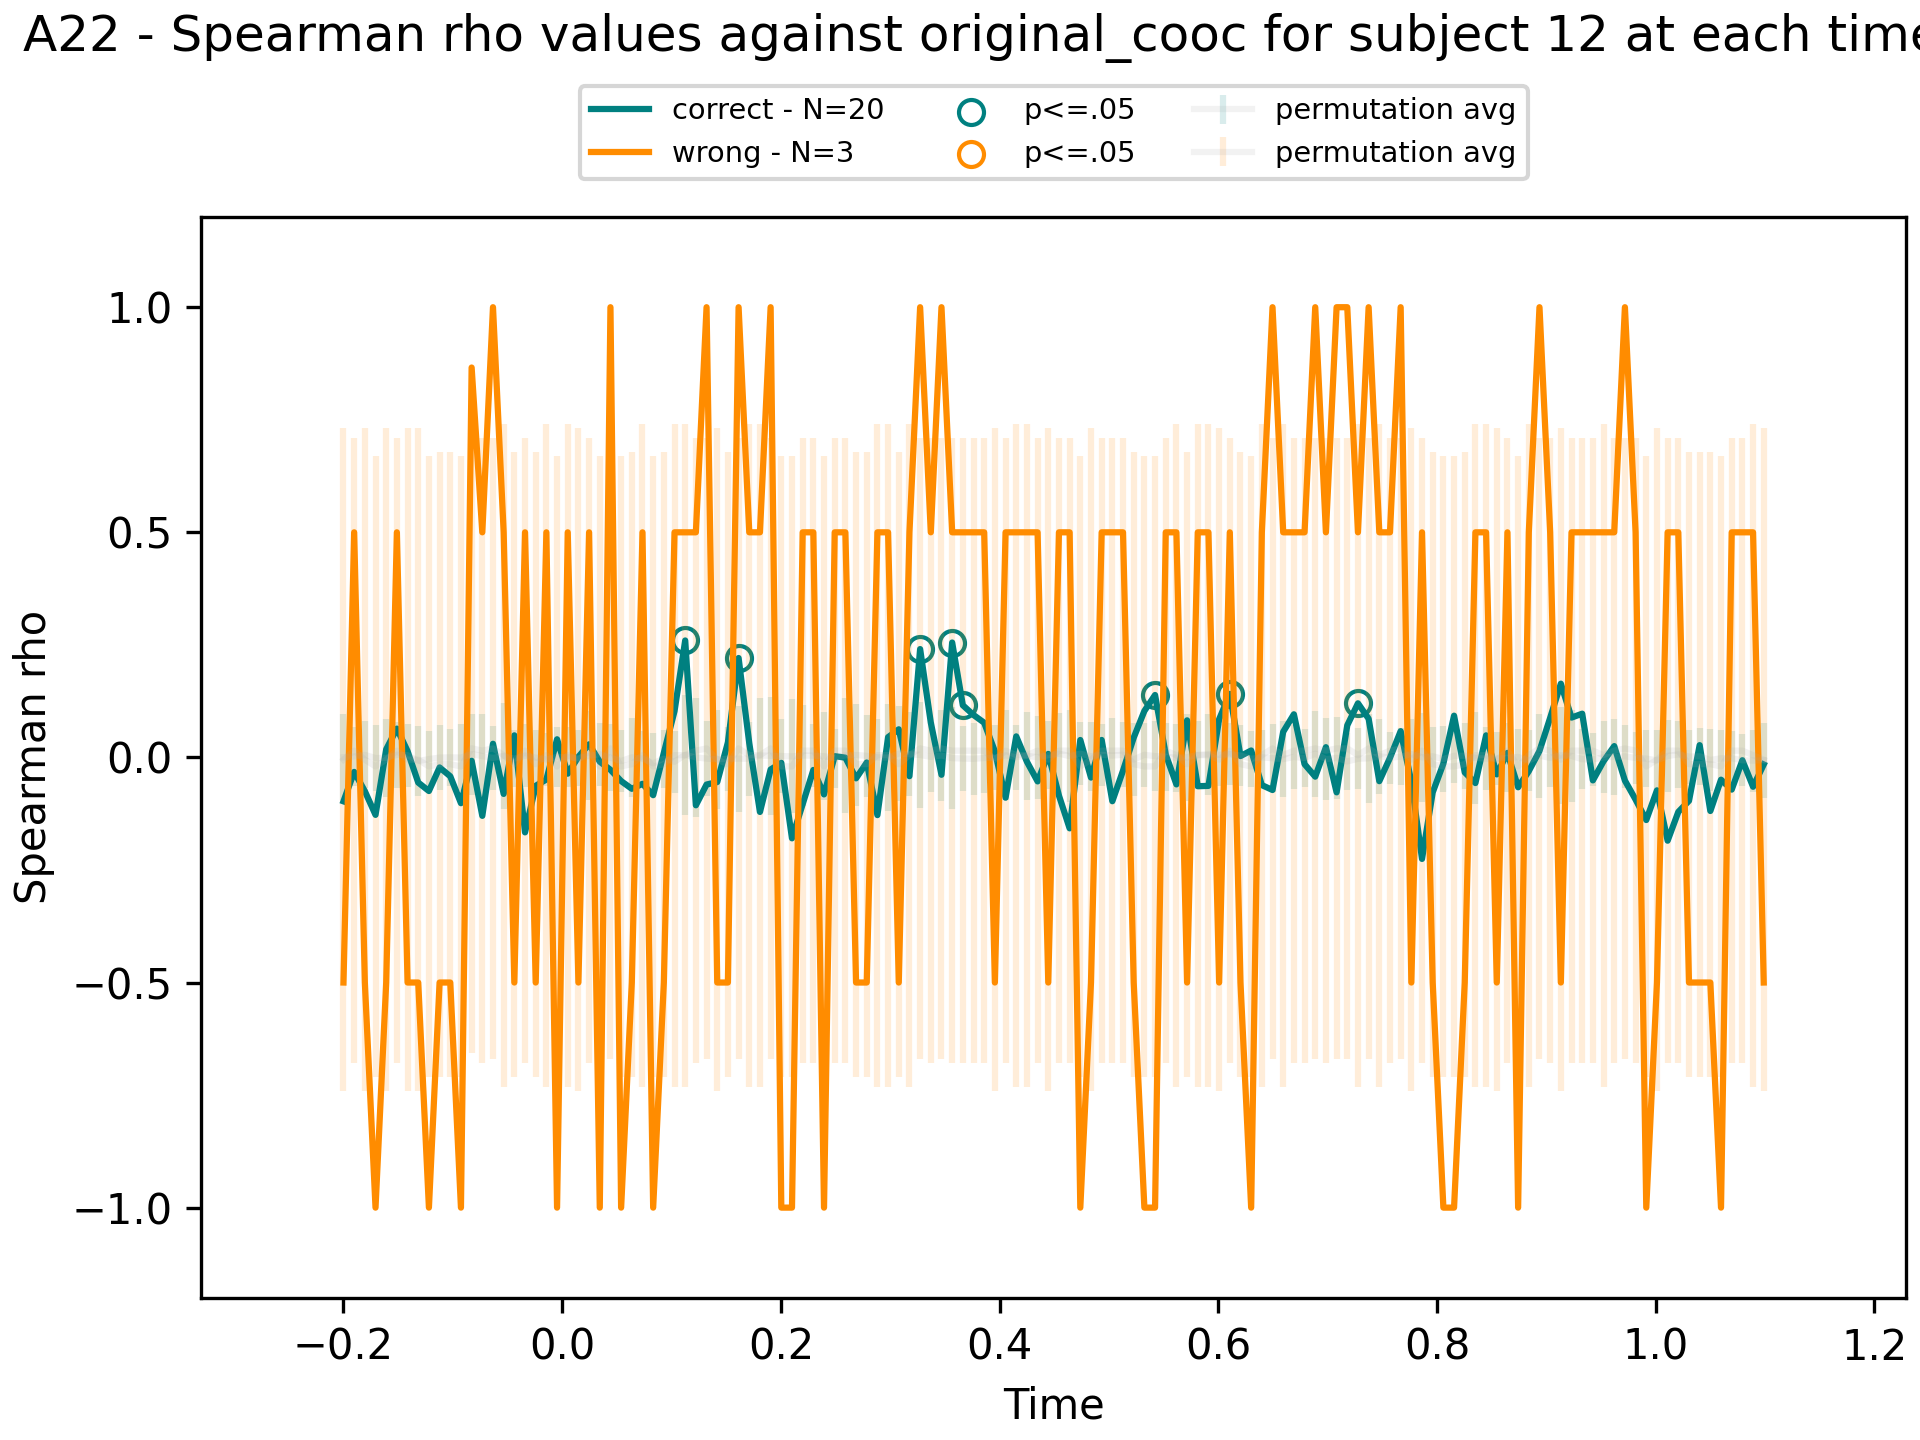 A22 - Spearman rho values against original_cooc for subject 12 at each time
correct - N=20
wrong - N=3
p<=.05
p<=.05
permutation avg
permutation avg
1.0
0.5
0.0
−0.5
−1.0
Spearman rho
−0.2 0.0 0.2 0.4 0.6 0.8 1.0 1.2
Time